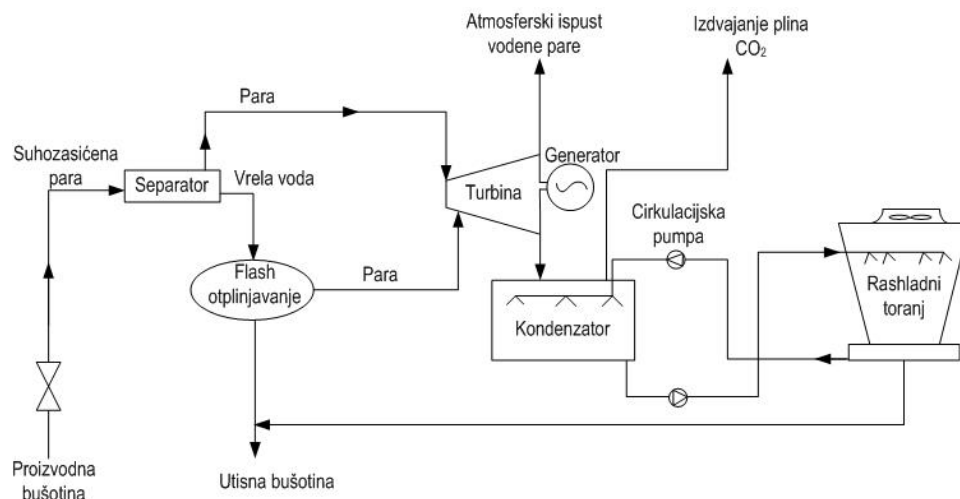 Atmosferski ispust
vodene pare
Izdvajanje plina
CO₂
Para
Suhozasićena
para
Separator
Vrela voda
Generator
Turbina
Cirkulacijska
pumpa
Flash
otplinjavanje
Para
Kondenzator
Rashladni
toranj
Proizvodna
bušotina
Utisna bušotina